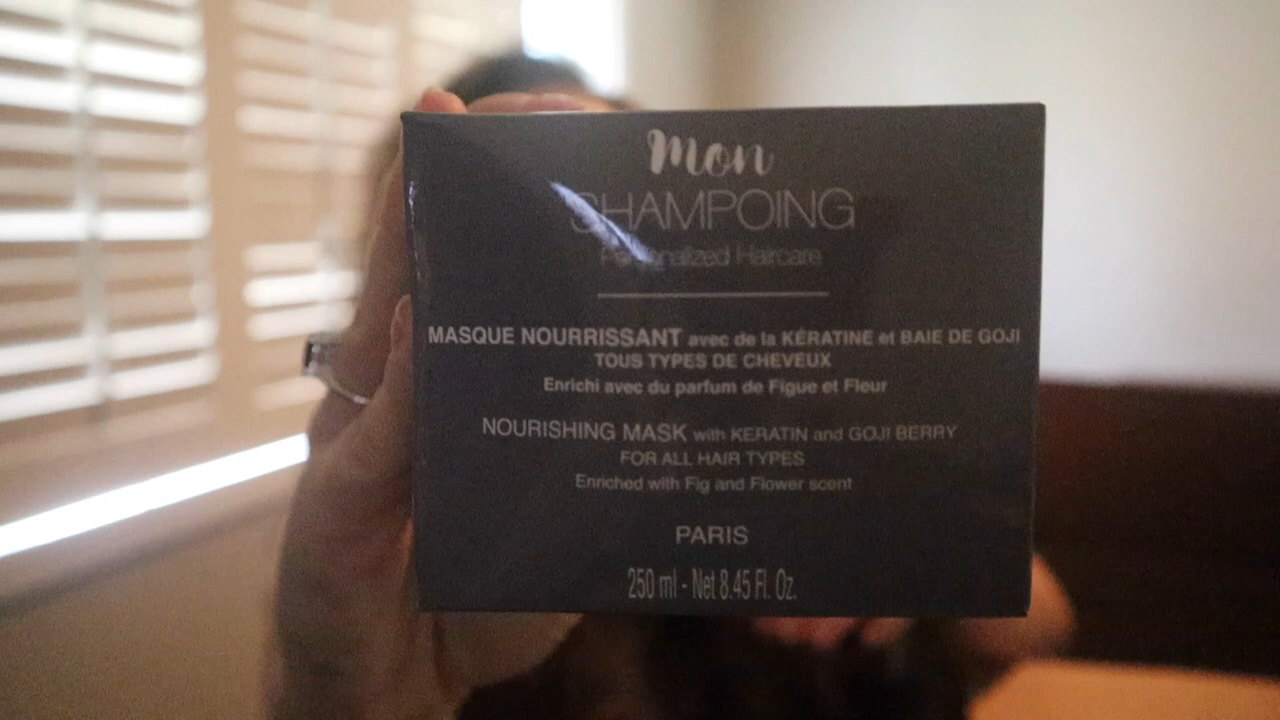 Mon
SHAMPOING
Personalized Haircare
MASQUE NOURRISSANT avec de la KÉRATINE et BAIE DE GOJI
TOUS TYPES DE CHEVEUX
Enrichi avec du parfum de Figue et Fleur
NOURISHING MASK with KERATIN and GOJI BERRY
FOR ALL HAIR TYPES
Enriched with Fig and Flower scent
PARIS
250 ml - Net 8.45 Fl. Oz.